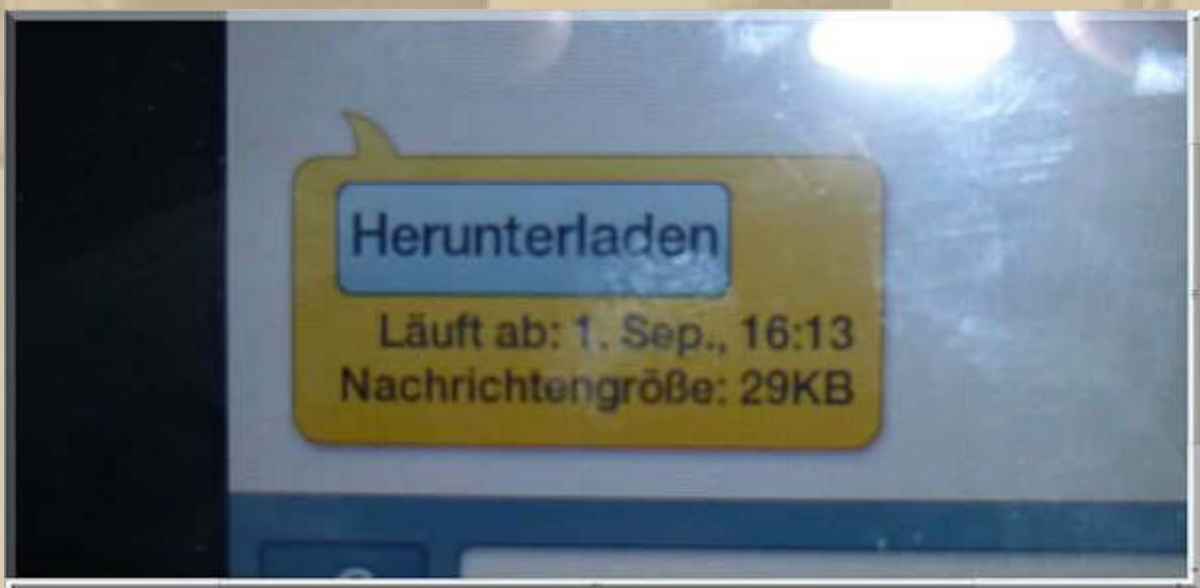 Herunterladen
Läuft ab: 1. Sep., 16:13
Nachrichtengröße: 29KB